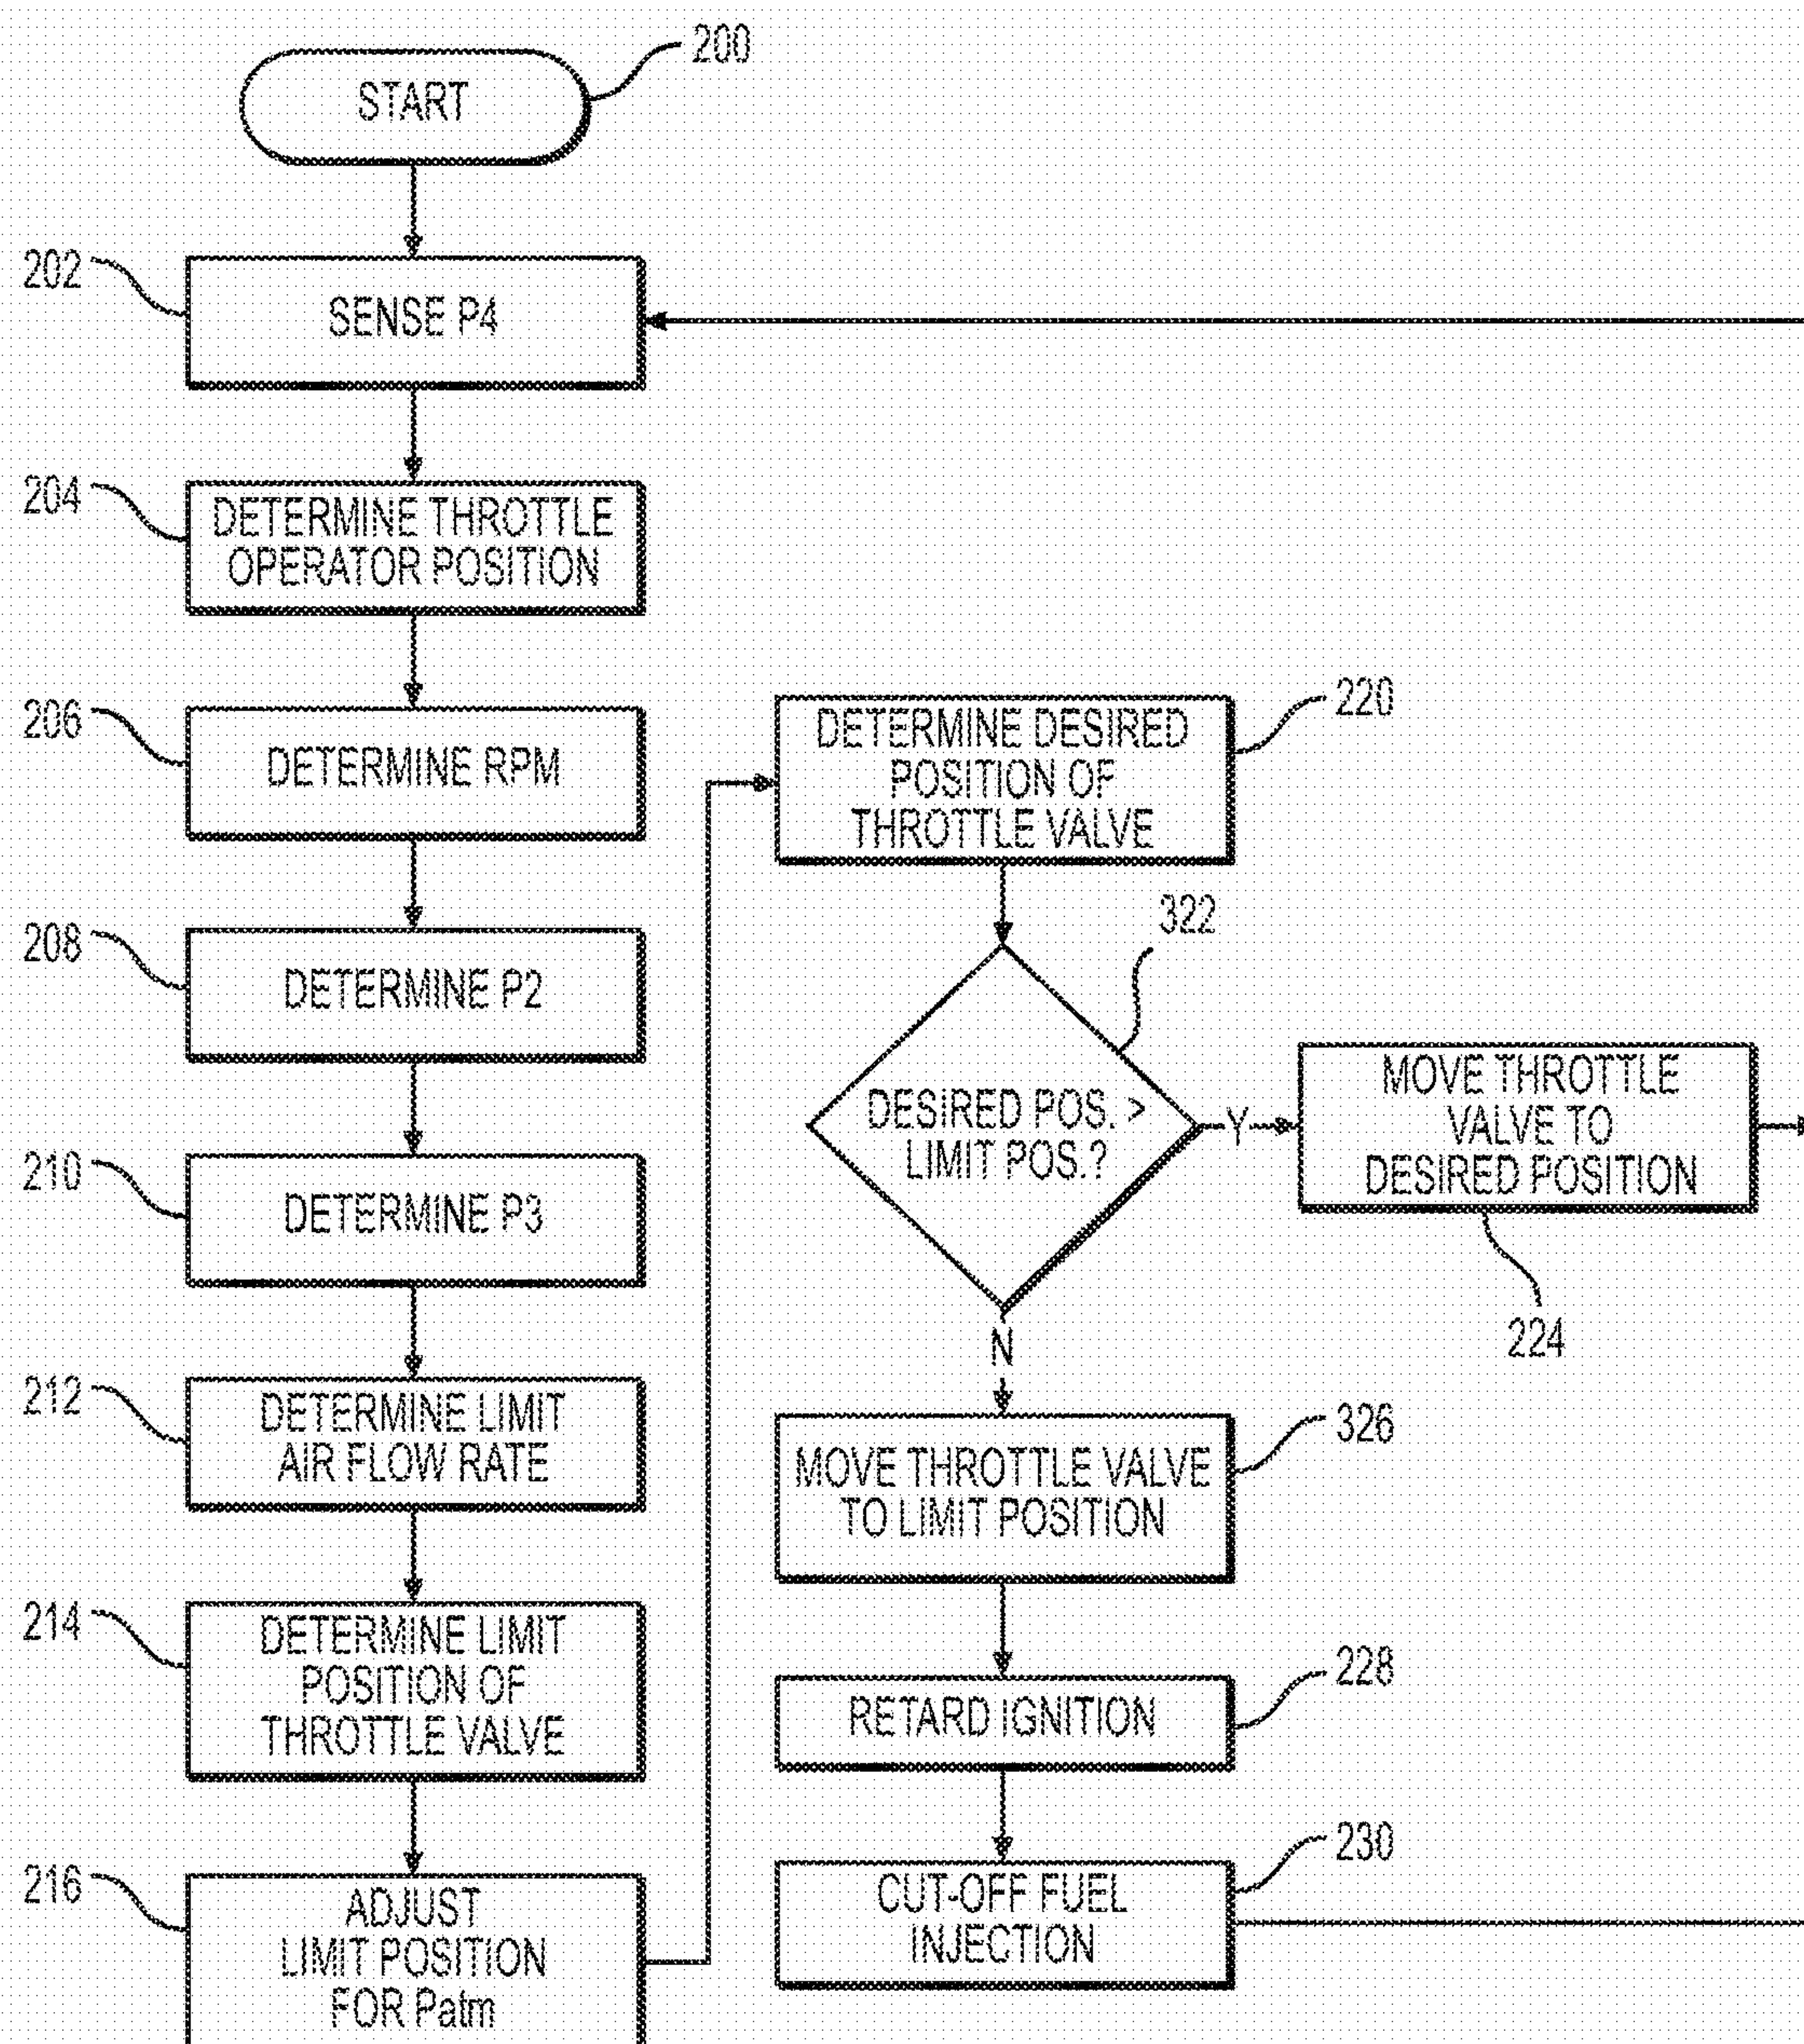 200
START
202
SENSE P4
204
DETERMINE THROTTLE
OPERATOR POSITION
206
DETERMINE RPM
208
DETERMINE P2
210
DETERMINE P3
212
DETERMINE LIMIT
AIR FLOW RATE
214
DETERMINE LIMIT
POSITION OF
THROTTLE VALVE
216
ADJUST
LIMIT POSITION
FOR Patm
220
DETERMINE DESIRED
POSITION OF
THROTTLE VALVE
322
DESIRED POS. >
LIMIT POS.?
Y
MOVE THROTTLE
VALVE TO
DESIRED POSITION
224
N
326
MOVE THROTTLE VALVE
TO LIMIT POSITION
228
RETARD IGNITION
230
CUT-OFF FUEL
INJECTION